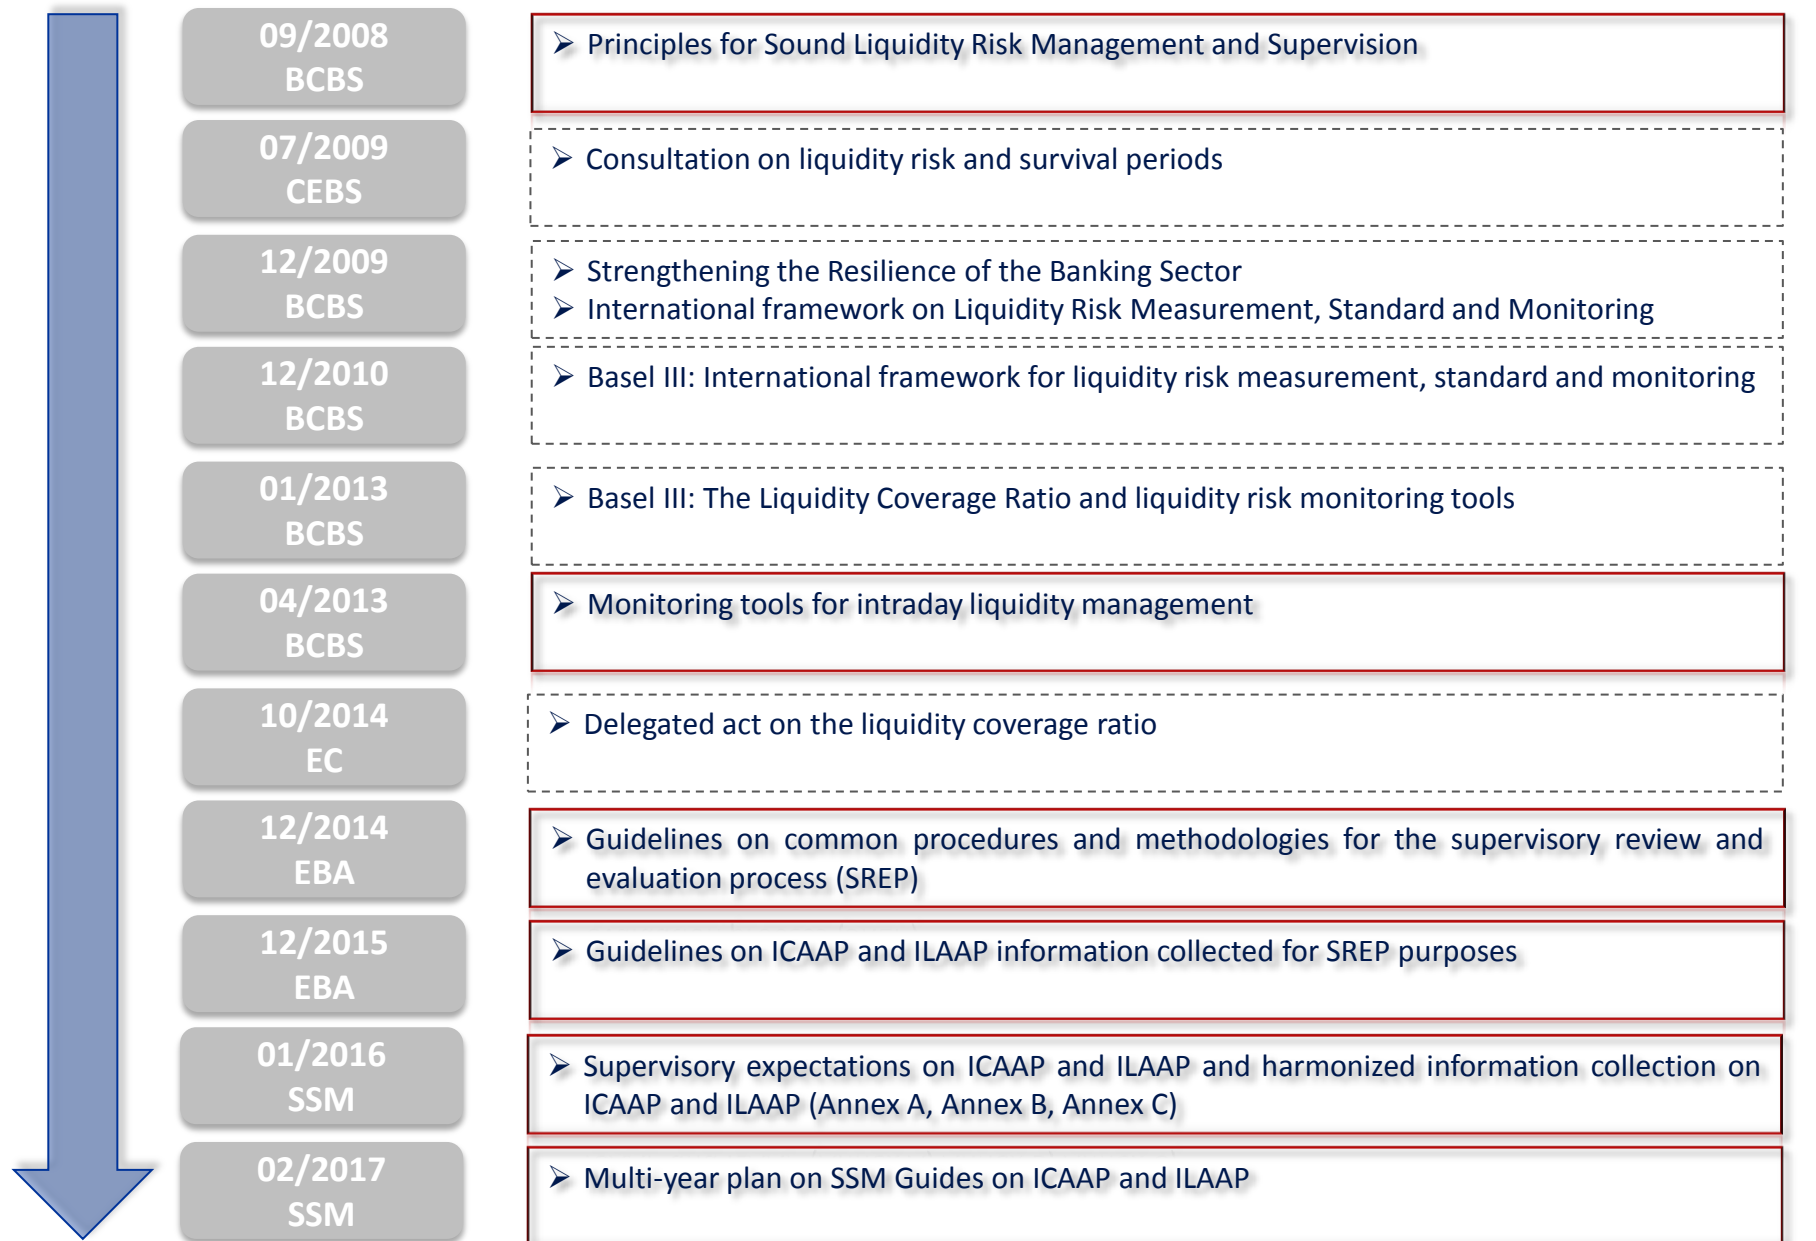 09/2008
BCBS
➢ Principles for Sound Liquidity Risk Management and Supervision
07/2009
CEBS
➢ Consultation on liquidity risk and survival periods
12/2009
BCBS
➢ Strengthening the Resilience of the Banking Sector
➢ International framework on Liquidity Risk Measurement, Standard and Monitoring
12/2010
BCBS
➢ Basel III: International framework for liquidity risk measurement, standard and monitoring
01/2013
BCBS
➢ Basel III: The Liquidity Coverage Ratio and liquidity risk monitoring tools
04/2013
BCBS
➢ Monitoring tools for intraday liquidity management
10/2014
EC
➢ Delegated act on the liquidity coverage ratio
12/2014
EBA
➢ Guidelines on common procedures and methodologies for the supervisory review and
evaluation process (SREP)
12/2015
EBA
➢ Guidelines on ICAAP and ILAAP information collected for SREP purposes
01/2016
SSM
➢ Supervisory expectations on ICAAP and ILAAP and harmonized information collection on
ICAAP and ILAAP (Annex A, Annex B, Annex C)
02/2017
SSM
➢ Multi-year plan on SSM Guides on ICAAP and ILAAP